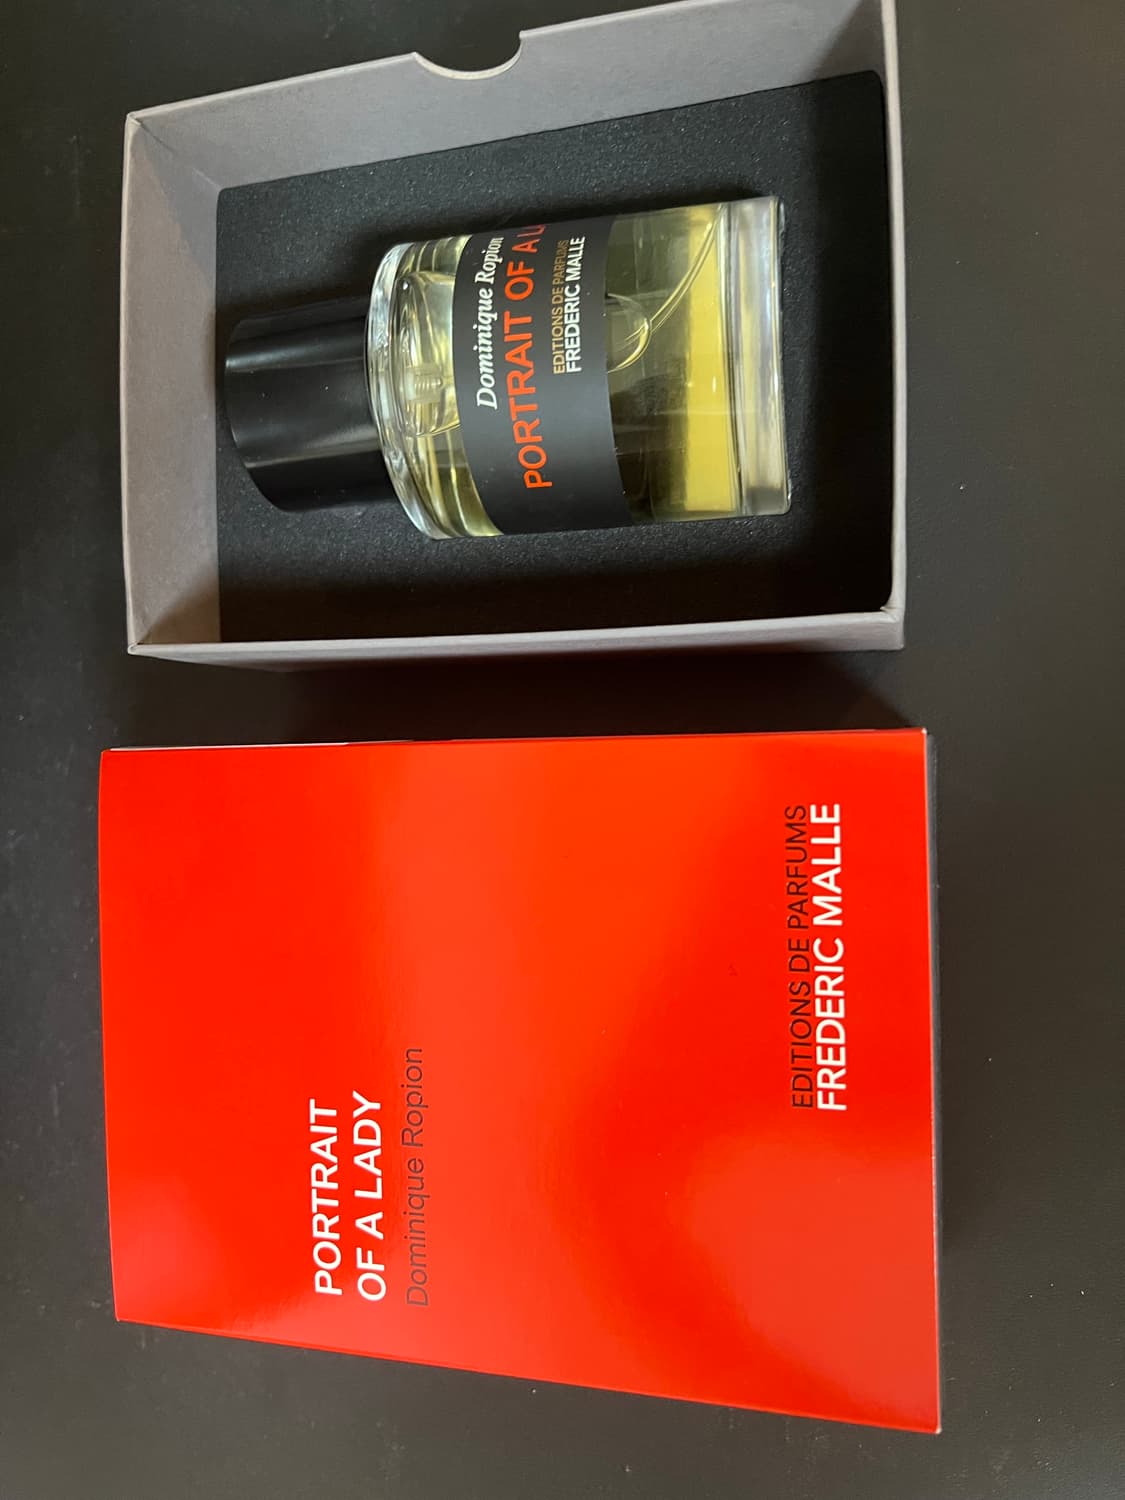 Dominique Ropion
PORTRAIT OF A
EDITIONS DE PARFUMS
FREDERIC MALLE
PORTRAIT
OF A LADY
Dominique Ropion
EDITIONS DE PARFUMS
FREDERIC MALLE